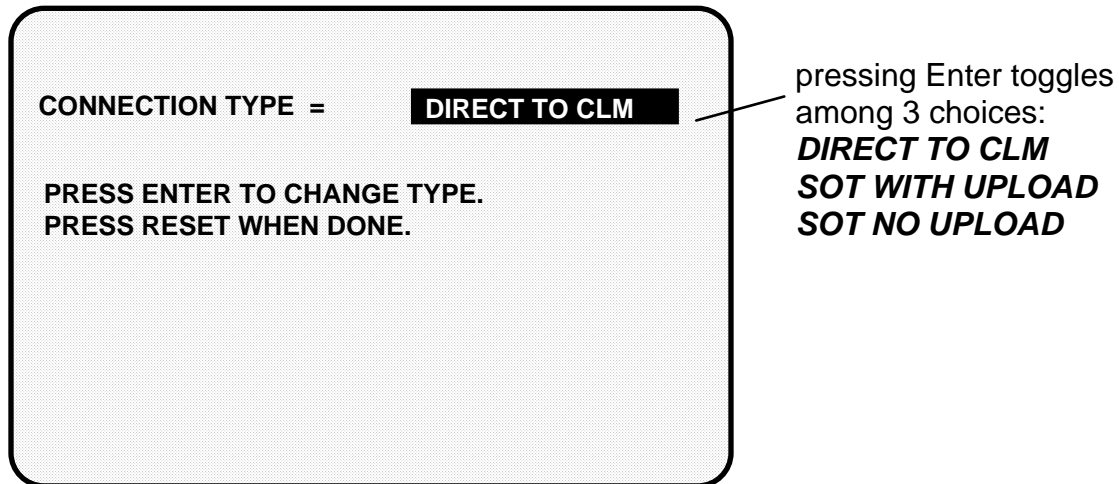 CONNECTION TYPE = DIRECT TO CLM
PRESS ENTER TO CHANGE TYPE.
PRESS RESET WHEN DONE.
pressing Enter toggles
among 3 choices:
DIRECT TO CLM
SOT WITH UPLOAD
SOT NO UPLOAD